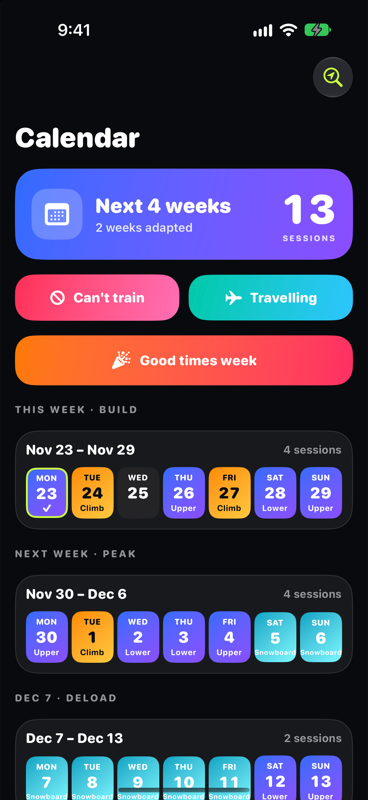 9:41
Calendar
Next 4 weeks
2 weeks adapted
13
SESSIONS
Can't train
Travelling
Good times week
THIS WEEK · BUILD
Nov 23 – Nov 29
4 sessions
MON TUE WED THU FRI SAT SUN
23 24 25 26 27 28 29
Climb Upper Climb Lower Upper
NEXT WEEK · PEAK
Nov 30 – Dec 6
4 sessions
MON TUE WED THU FRI SAT SUN
30 1 2 3 4 5 6
Upper Climb Lower Lower Upper Snowboard Snowboard
DEC 7 · DELOAD
Dec 7 – Dec 13
2 sessions
MON TUE WED THU FRI SAT SUN
7 8 9 10 11 12 13
Snowboard Snowboard Snowboard Snowboard Snowboard Lower Upper